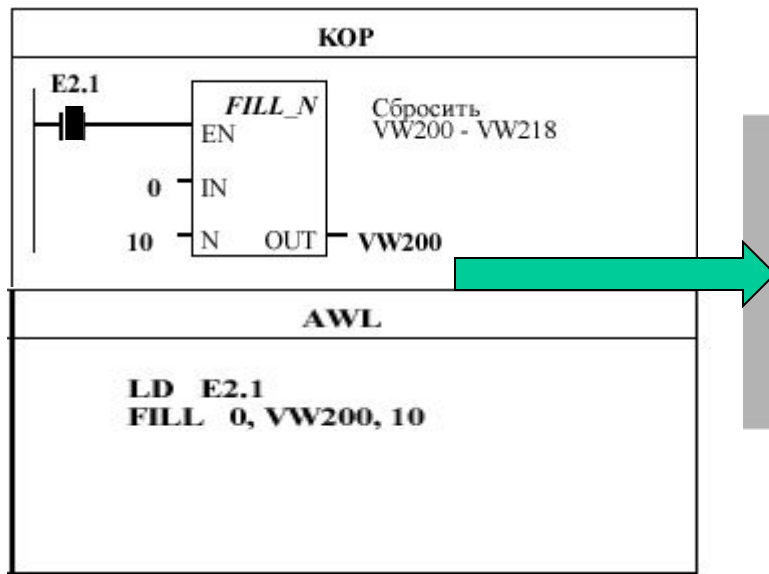 KOP
E2.1
FILL_N
EN
Сбросить
VW200 - VW218
0 IN
10 N OUT VW200
AWL
LD E2.1
FILL 0, VW200, 10